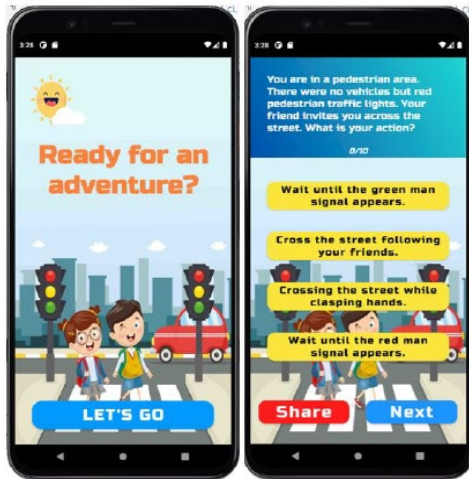 3:28
Ready for an
adventure?
LET'S GO
3:28
You are in a pedestrian area.
There were no vehicles but red
pedestrian traffic lights. Your
friend invites you across the
street. What is your action?
0/10
Wait until the green man
signal appears.
Cross the street following
your friends.
Crossing the street while
clasping hands.
Wait until the red man
signal appears.
Share
Next